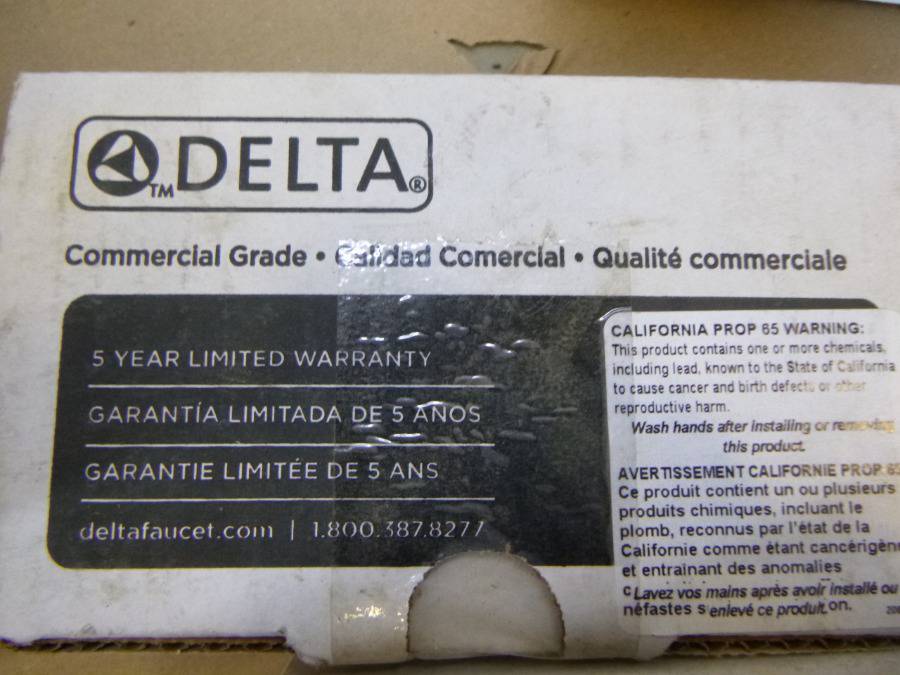 TM DELTA®
Commercial Grade • Calidad Comercial • Qualité commerciale
5 YEAR LIMITED WARRANTY
GARANTÍA LIMITADA DE 5 AÑOS
GARANTIE LIMITÉE DE 5 ANS
deltafaucet.com | 1.800.387.8277
CALIFORNIA PROP 65 WARNING:
This product contains one or more chemicals,
including lead, known to the State of California
to cause cancer and birth defects or other
reproductive harm.
Wash hands after installing or removing
this product.
AVERTISSEMENT CALIFORNIE PROP 65
Ce produit contient un ou plusieurs
produits chimiques, incluant le
plomb, reconnus par l'état de la
Californie comme étant cancérigène
et entraînant des anomalies
Lavez vos mains après avoir installé ou
néfastes s enlevé ce produit. on.